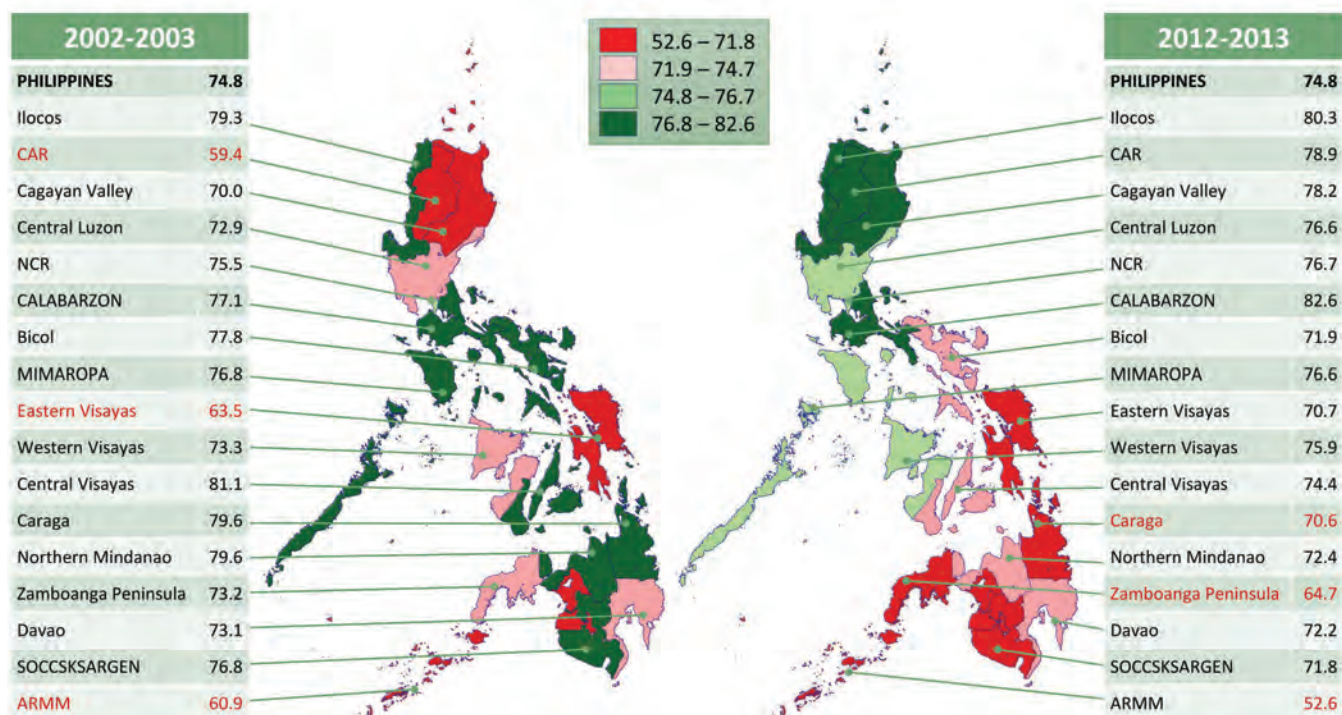 2002-2003
PHILIPPINES 74.8
Ilocos 79.3
CAR 59.4
Cagayan Valley 70.0
Central Luzon 72.9
NCR 75.5
CALABARZON 77.1
Bicol 77.8
MIMAROPA 76.8
Eastern Visayas 63.5
Western Visayas 73.3
Central Visayas 81.1
Caraga 79.6
Northern Mindanao 79.6
Zamboanga Peninsula 73.2
Davao 73.1
SOCCSKSARGEN 76.8
ARMM 60.9
52.6 – 71.8
71.9 – 74.7
74.8 – 76.7
76.8 – 82.6
2012-2013
PHILIPPINES 74.8
Ilocos 80.3
CAR 78.9
Cagayan Valley 78.2
Central Luzon 76.6
NCR 76.7
CALABARZON 82.6
Bicol 71.9
MIMAROPA 76.6
Eastern Visayas 70.7
Western Visayas 75.9
Central Visayas 74.4
Caraga 70.6
Northern Mindanao 72.4
Zamboanga Peninsula 64.7
Davao 72.2
SOCCSKSARGEN 71.8
ARMM 52.6